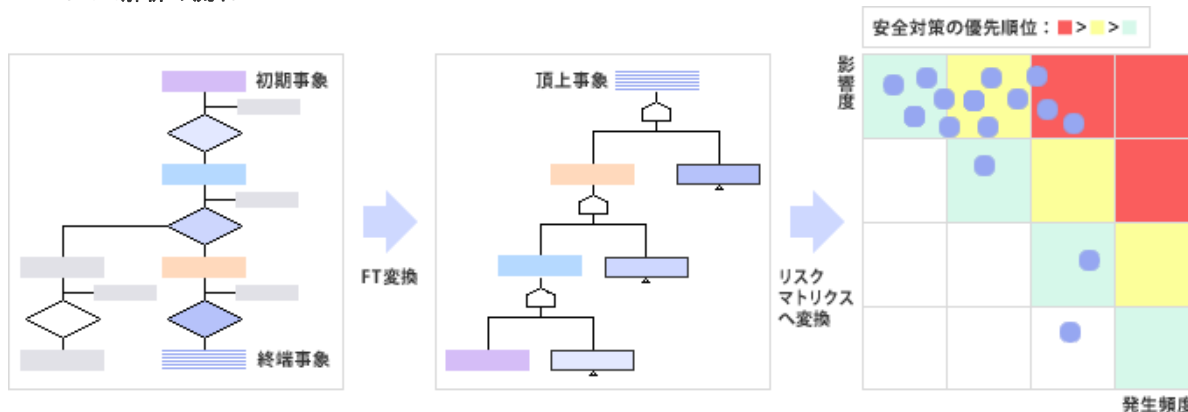 安全対策の優先順位：■>■>■
初期事象
終端事象
FT変換
頂上事象
リスク
マトリクス
へ変換
影響度
発生頻度